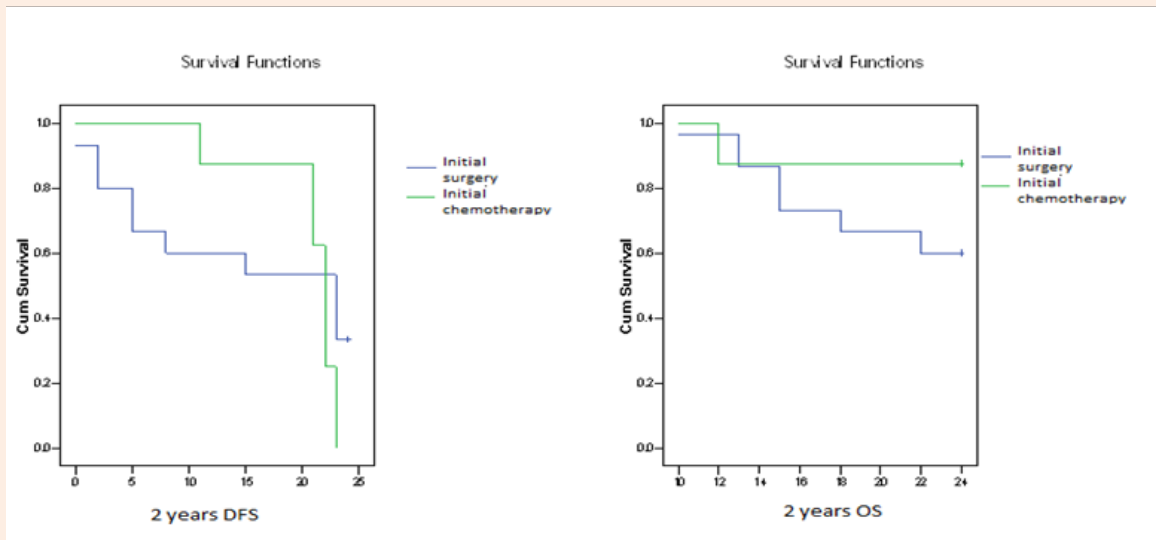 Survival Functions
1.0
0.8
0.6
0.4
0.2
0.0
Cum Survival
0 5 10 15 20 25
2 years DFS
Initial
surgery
Initial
chemotherapy
Survival Functions
1.0
0.8
0.6
0.4
0.2
0.0
Cum Survival
10 12 14 16 18 20 22 24
2 years OS
Initial
surgery
Initial
chemotherapy